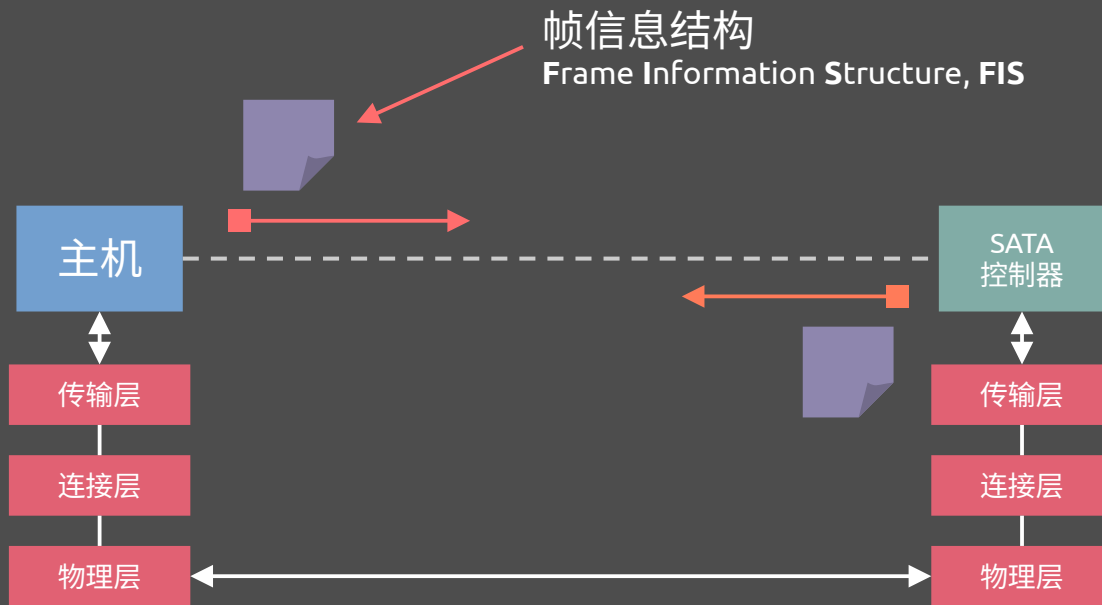 帧信息结构
Frame Information Structure, FIS
主机
SATA
控制器
传输层
传输层
连接层
连接层
物理层
物理层